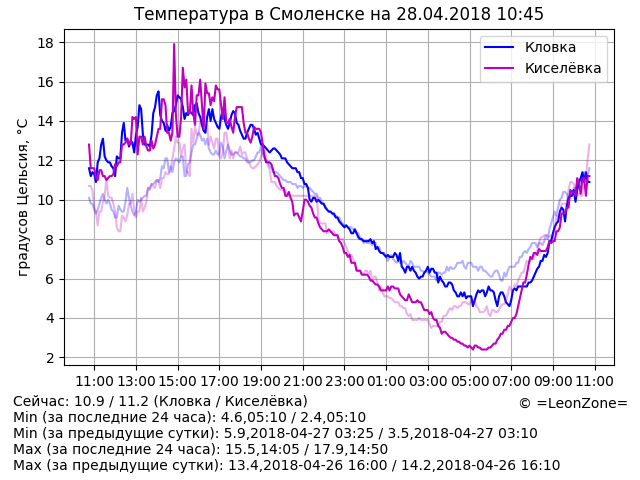 Температура в Смоленске на 28.04.2018 10:45
градусов Цельсия, °C
18
16
14
12
10
8
6
4
2
Кловка
Киселёвка
11:00 13:00 15:00 17:00 19:00 21:00 23:00 01:00 03:00 05:00 07:00 09:00 11:00
Сейчас: 10.9 / 11.2 (Кловка / Киселёвка)
© =LeonZone=
Min (за последние 24 часа): 4.6,05:10 / 2.4,05:10
Min (за предыдущие сутки): 5.9,2018-04-27 03:25 / 3.5,2018-04-27 03:10
Max (за последние 24 часа): 15.5,14:05 / 17.9,14:50
Max (за предыдущие сутки): 13.4,2018-04-26 16:00 / 14.2,2018-04-26 16:10